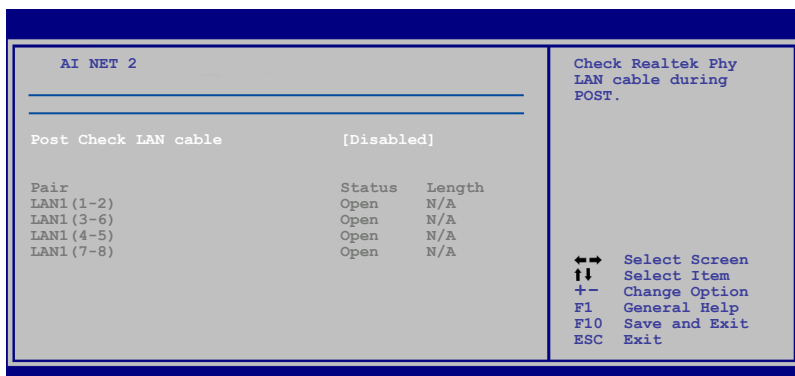 AI NET 2
Post Check LAN cable [Disabled]
Pair Status Length
LAN1(1-2) Open N/A
LAN1(3-6) Open N/A
LAN1(4-5) Open N/A
LAN1(7-8) Open N/A
Check Realtek Phy
LAN cable during
POST.
←→ Select Screen
↑↓ Select Item
+- Change Option
F1 General Help
F10 Save and Exit
ESC Exit